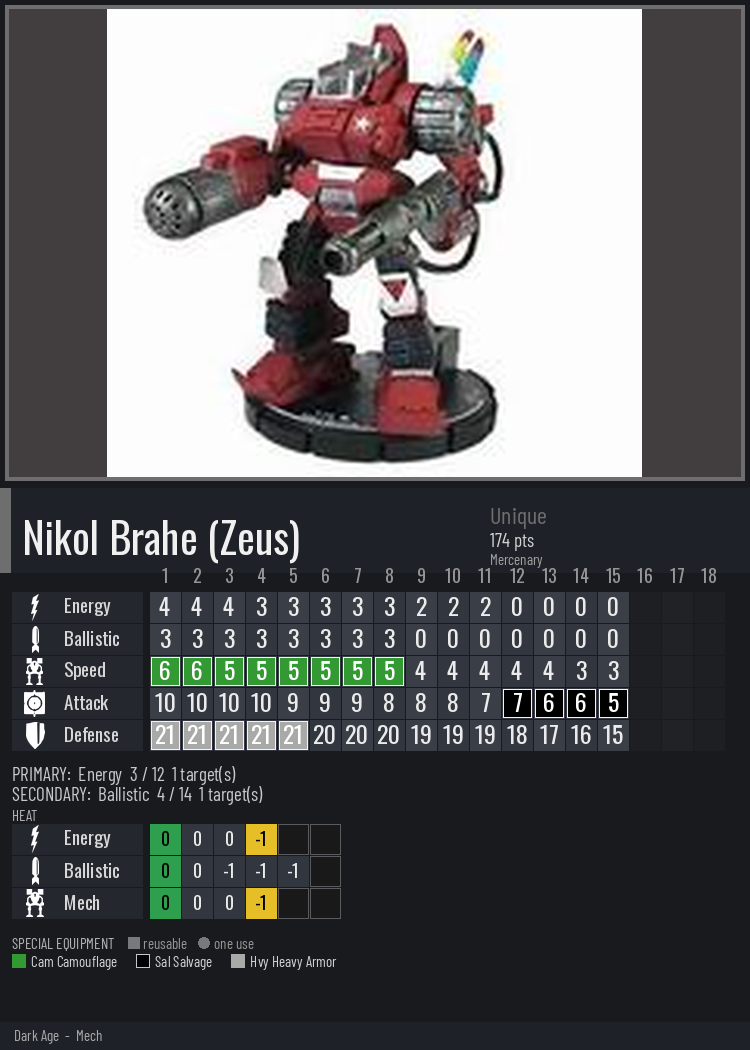 Nikol Brahe (Zeus)
Unique
174 pts
Mercenary
1 2 3 4 5 6 7 8 9 10 11 12 13 14 15 16 17 18
Energy 4 4 4 3 3 3 3 3 2 2 2 0 0 0 0
Ballistic 3 3 3 3 3 3 3 3 0 0 0 0 0 0 0
Speed 6 6 5 5 5 5 5 5 4 4 4 4 4 3 3
Attack 10 10 10 10 9 9 9 8 8 8 7 7 6 6 5
Defense 21 21 21 21 21 20 20 20 19 19 19 18 17 16 15
PRIMARY: Energy 3 / 12 1 target(s)
SECONDARY: Ballistic 4 / 14 1 target(s)
HEAT
Energy 0 0 0 -1
Ballistic 0 0 -1 -1 -1
Mech 0 0 0 -1
SPECIAL EQUIPMENT reusable one use
Cam Camouflage Sal Salvage Hvy Heavy Armor
Dark Age - Mech